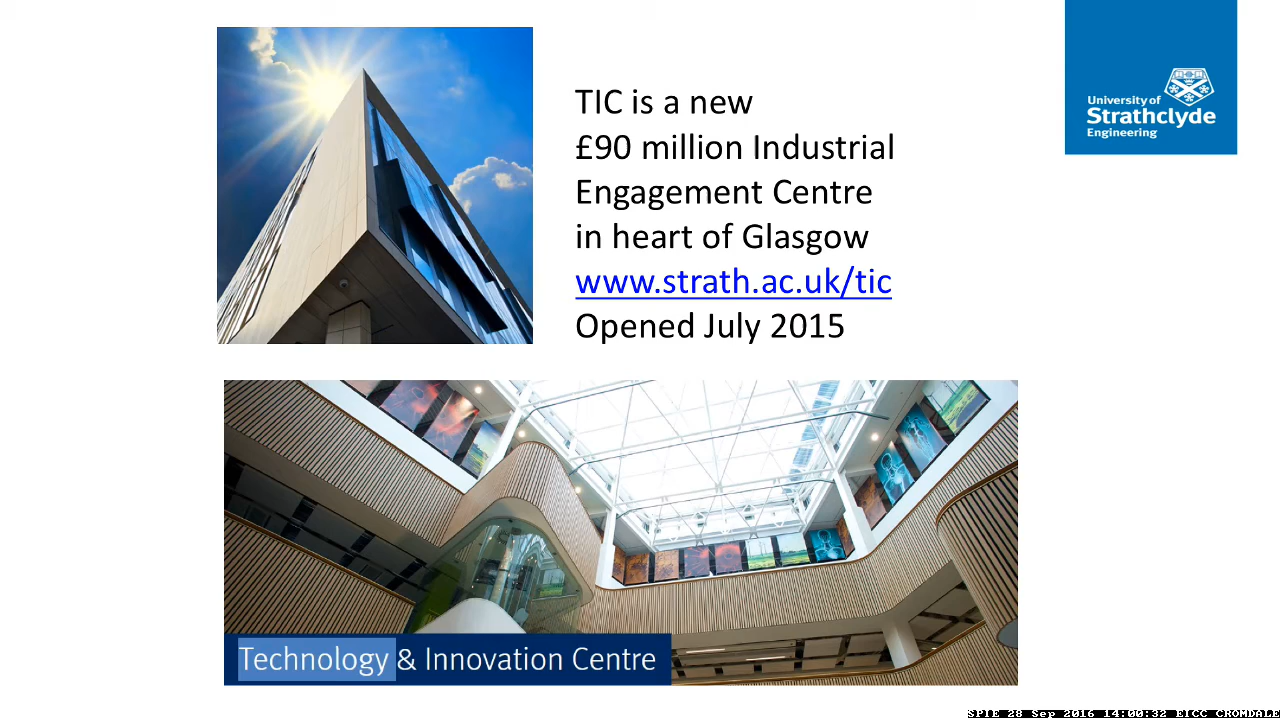 TIC is a new
£90 million Industrial
Engagement Centre
in heart of Glasgow
www.strath.ac.uk/tic
Opened July 2015
University of
Strathclyde
Engineering
Technology & Innovation Centre
SPIE 28 Sep 2016 14:00:32 EICC CROMDALE